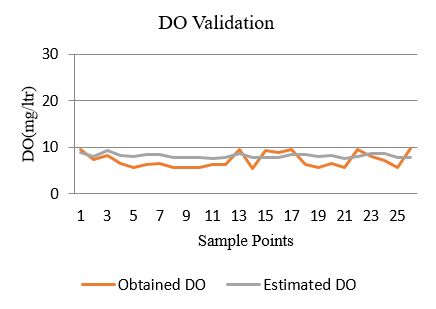 DO Validation
30
20
10
0
DO(mg/ltr)
1 3 5 7 9 11 13 15 17 19 21 23 25
Sample Points
Obtained DO Estimated DO